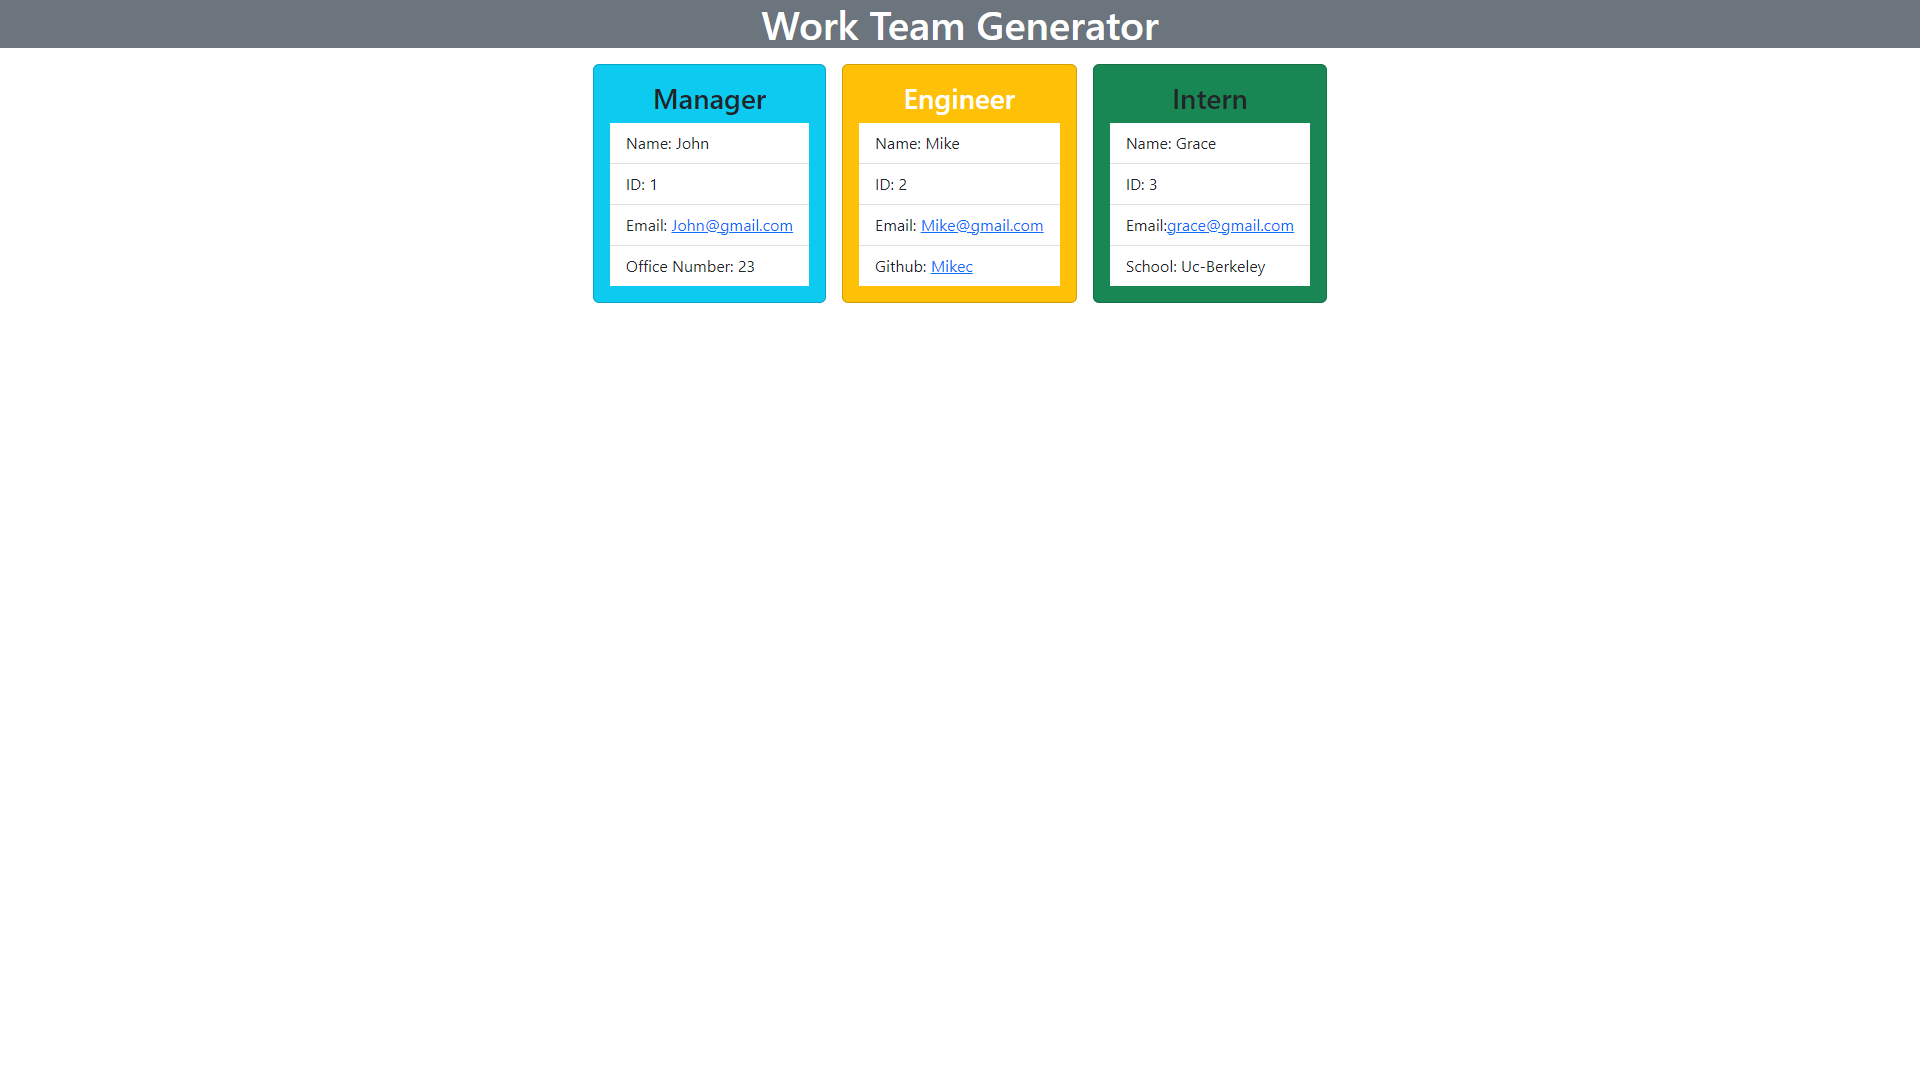 Work Team Generator
Manager
Name: John
ID: 1
Email: John@gmail.com
Office Number: 23
Engineer
Name: Mike
ID: 2
Email: Mike@gmail.com
Github: Mikec
Intern
Name: Grace
ID: 3
Email:grace@gmail.com
School: Uc-Berkeley